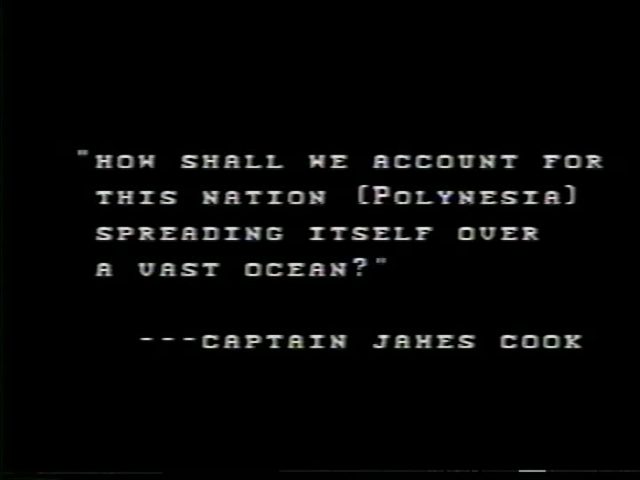 "HOW SHALL WE ACCOUNT FOR
THIS NATION (POLYNESIA)
SPREADING ITSELF OVER
A VAST OCEAN?"
---CAPTAIN JAMES COOK